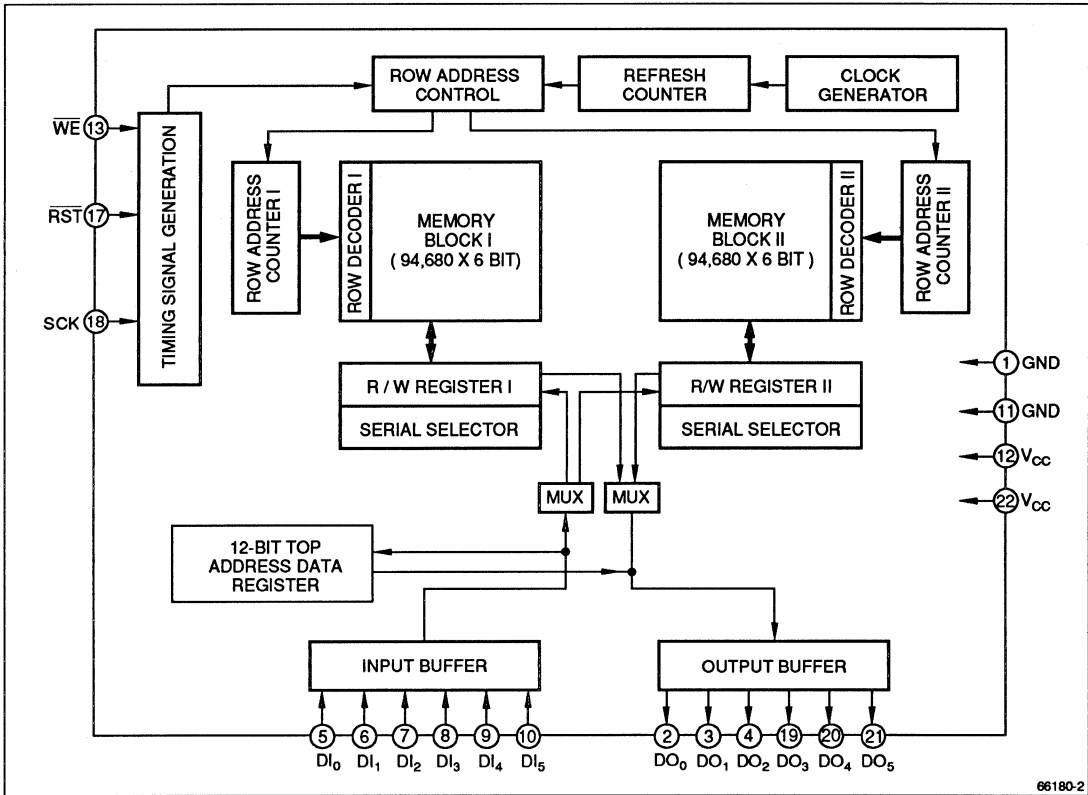 ROW ADDRESS
CONTROL
REFRESH
COUNTER
CLOCK
GENERATOR
WE
13
RST
17
SCK
18
TIMING SIGNAL GENERATION
ROW ADDRESS
COUNTER I
ROW DECODER I
MEMORY
BLOCK I
( 94,680 X 6 BIT)
MEMORY
BLOCK II
( 94,680 X 6 BIT )
ROW DECODER II
ROW ADDRESS
COUNTER II
R / W REGISTER I
SERIAL SELECTOR
R/W REGISTER II
SERIAL SELECTOR
1 GND
11 GND
12 VCC
22 VCC
MUX
MUX
12-BIT TOP
ADDRESS DATA
REGISTER
INPUT BUFFER
OUTPUT BUFFER
5 6 7 8 9 10
DI0 DI1 DI2 DI3 DI4 DI5
2 3 4 19 20 21
DO0 DO1 DO2 DO3 DO4 DO5
66180-2